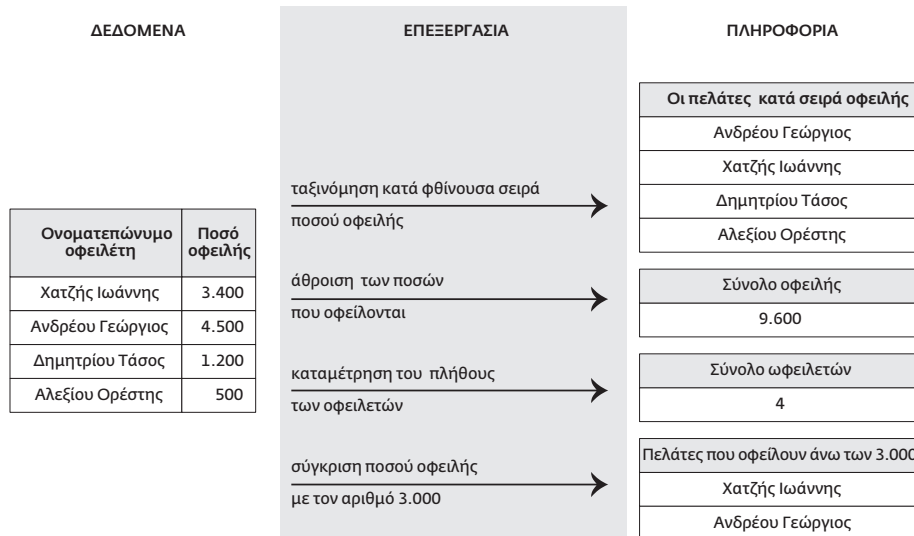 ΔΕΔΟΜΕΝΑ
ΕΠΕΞΕΡΓΑΣΙΑ
ΠΛΗΡΟΦΟΡΙΑ
Ονοματεπώνυμο οφειλέτη
Ποσό οφειλής
Χατζής Ιωάννης 3.400
Ανδρέου Γεώργιος 4.500
Δημητρίου Τάσος 1.200
Αλεξίου Ορέστης 500
ταξινόμηση κατά φθίνουσα σειρά
ποσού οφειλής
άθροιση των ποσών
που οφείλονται
καταμέτρηση του πλήθους
των οφειλετών
σύγκριση ποσού οφειλής
με τον αριθμό 3.000
Οι πελάτες κατά σειρά οφειλής
Ανδρέου Γεώργιος
Χατζής Ιωάννης
Δημητρίου Τάσος
Αλεξίου Ορέστης
Σύνολο οφειλής
9.600
Σύνολο ωφειλετών
4
Πελάτες που οφείλουν άνω των 3.000
Χατζής Ιωάννης
Ανδρέου Γεώργιος